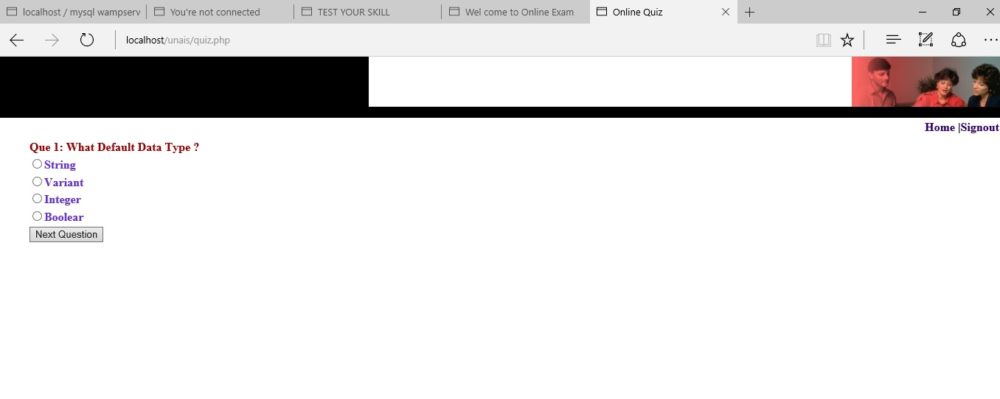 localhost / mysql wampserv
You're not connected
TEST YOUR SKILL
Wel come to Online Exam
Online Quiz
localhost/unais/quiz.php
Home |Signout
Que 1: What Default Data Type ?
String
Variant
Integer
Boolear
Next Question